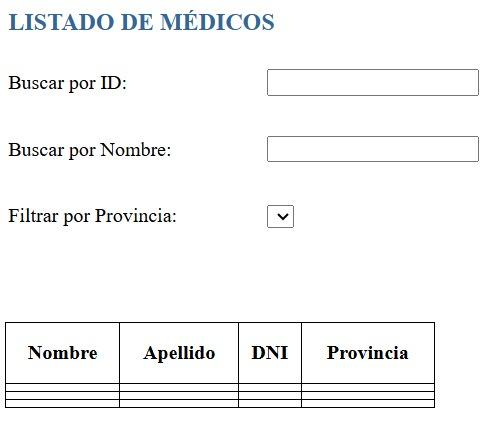 LISTADO DE MÉDICOS
Buscar por ID:
Buscar por Nombre:
Filtrar por Provincia:
Nombre Apellido DNI Provincia